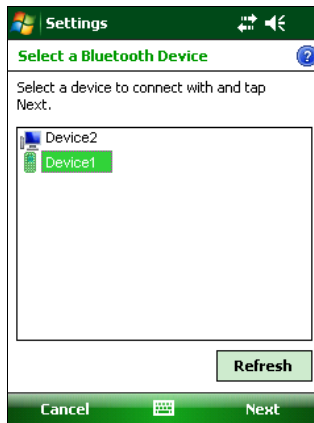 Settings
Select a Bluetooth Device
?
Select a device to connect with and tap
Next.
Device2
Device1
Refresh
Cancel
Next